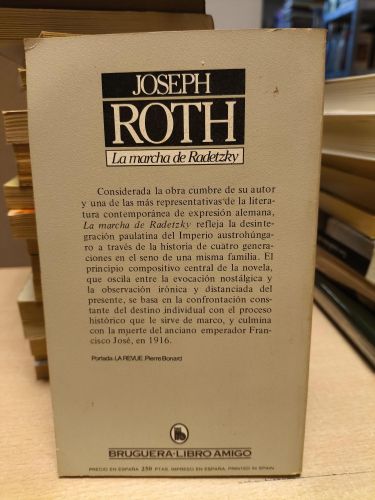 JOSEPH
ROTH
La marcha de Radetzky
Considerada la obra cumbre de su autor
y una de las más representativas de la litera-
tura contemporánea de expresión alemana,
La marcha de Radetzky refleja la desinte-
gración paulatina del Imperio austrohúnga-
ro a través de la historia de cuatro genera-
ciones en el seno de una misma familia. El
principio compositivo central de la novela,
que oscila entre la evocación nostálgica y
la observación irónica y distanciada del
presente, se basa en la confrontación cons-
tante del destino individual con el proceso
histórico que le sirve de marco, y culmina
con la muerte del anciano emperador Fran-
cisco José, en 1916.
Portada: LA REVUE. Pierre Bonard
BRUGUERA·LIBRO AMIGO
PRECIO EN ESPAÑA 250 PTAS. IMPRESO EN ESPAÑA. PRINTED IN SPAIN